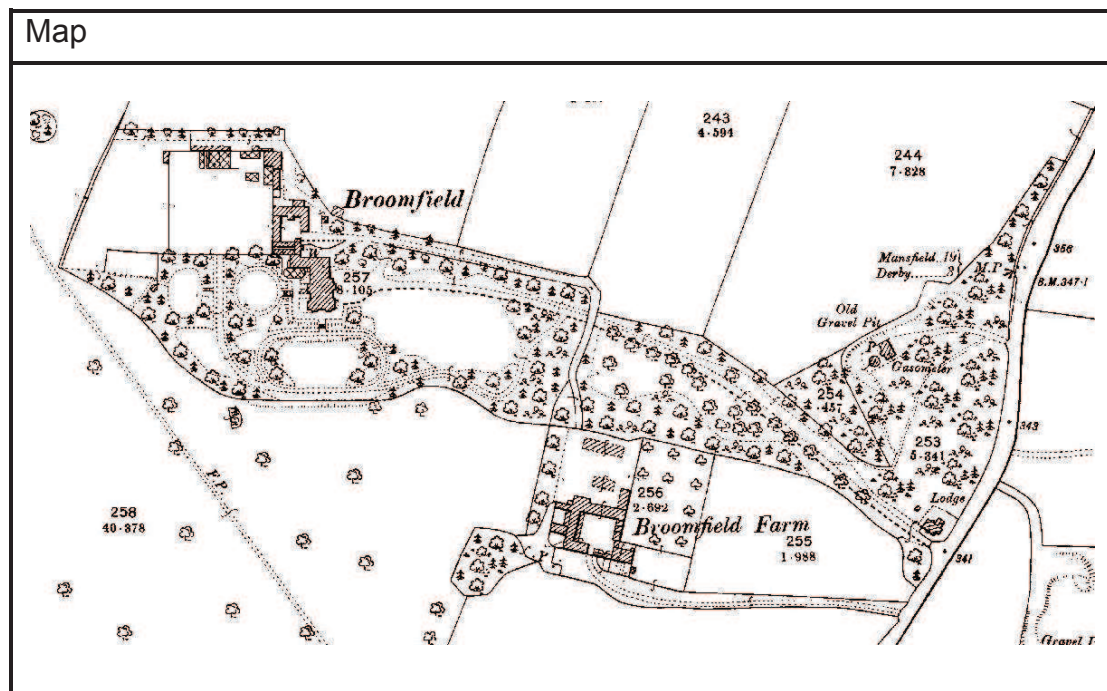 Map
243
4·594
244
7·828
Broomfield
356
Mansfield 19
Derby 3
M.P.
B.M.347·1
257
8·105
Old
Gravel Pit
Gasometer
254
·457
343
253
5·341
F.P.
Lodge
256
2·692
258
40·378
Broomfield Farm
255
1·988
341
Gravel